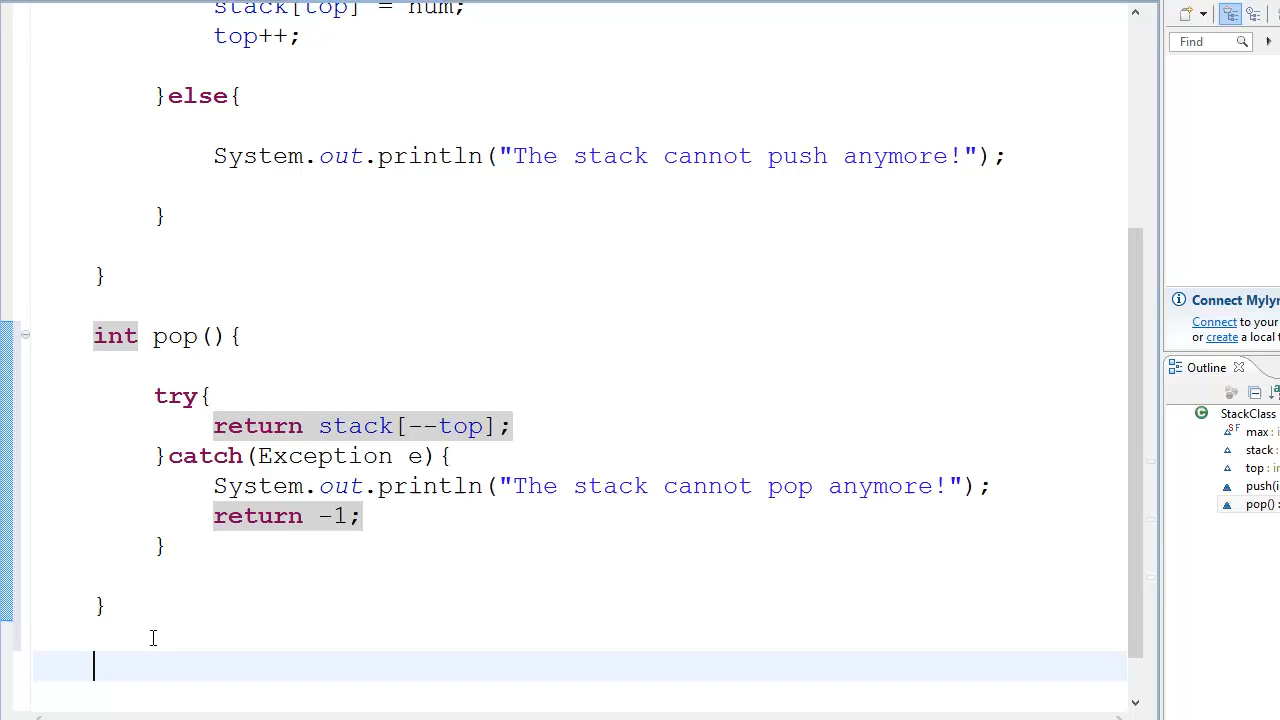 stack[top] = num;
top++;
}else{
System.out.println("The stack cannot push anymore!");
}
}
int pop(){
try{
return stack[--top];
}catch(Exception e){
System.out.println("The stack cannot pop anymore!");
return -1;
}
}
Find
Connect Myly
Connect to your
or create a local
Outline
StackClass
max :
stack :
top : in
push(i
pop() :